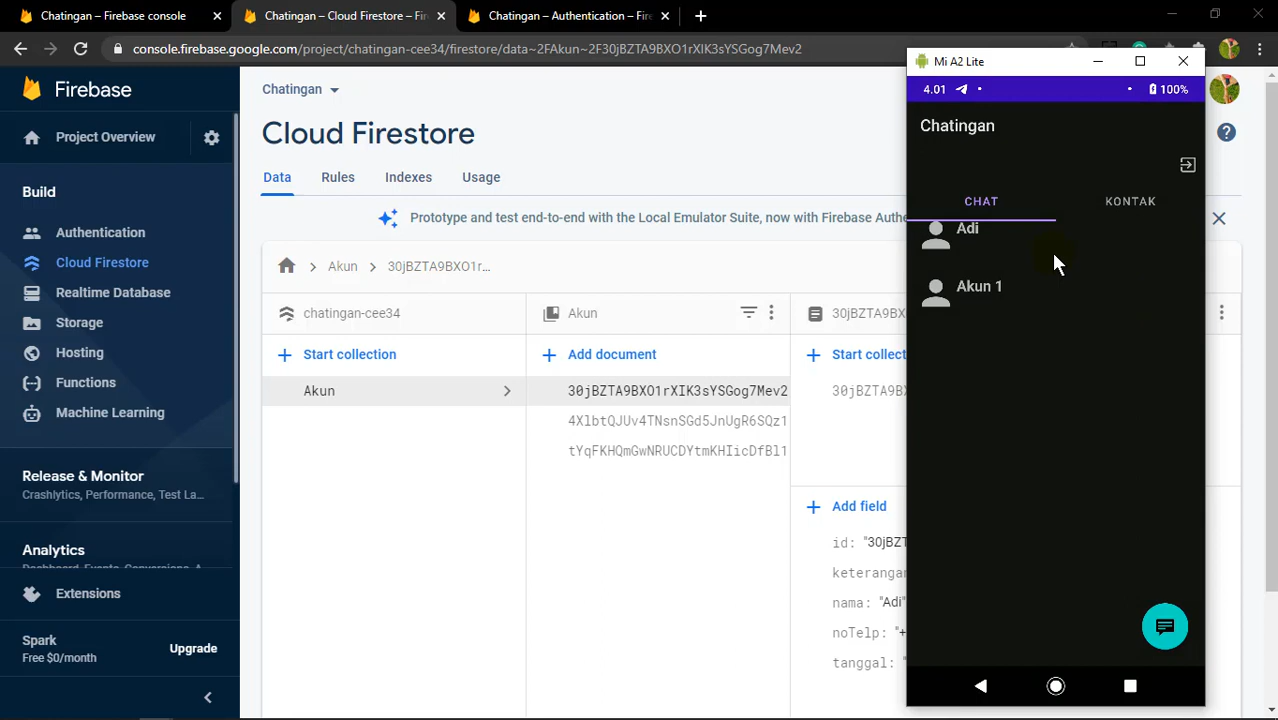 Chatingan – Firebase console
Chatingan – Cloud Firestore – Fire
Chatingan – Authentication – Fire
console.firebase.google.com/project/chatingan-cee34/firestore/data~2FAkun~2F30jBZTA9BXO1rXIK3sYSGog7Mev2
Firebase
Project Overview
Build
Authentication
Cloud Firestore
Realtime Database
Storage
Hosting
Functions
Machine Learning
Release & Monitor
Crashlytics, Performance, Test La...
Analytics
Extensions
Spark
Free $0/month
Upgrade
Chatingan
Cloud Firestore
Data
Rules
Indexes
Usage
Prototype and test end-to-end with the Local Emulator Suite, now with Firebase Authe
Akun
30jBZTA9BXO1r...
chatingan-cee34
Start collection
Akun
Akun
Add document
30jBZTA9BXO1rXIK3sYSGog7Mev2
4XlbtQJUv4TNsnSGd5JnUgR6SQz1
tYqFKHQmGwNRUCDYtmKHIicDfBl1
30jBZTA9BX
Start collect
30jBZTA9BX
Add field
id: "30jBZT
keterangan
nama: "Adi"
noTelp: "+
tanggal: "
Mi A2 Lite
4.01
100%
Chatingan
CHAT
KONTAK
Adi
Akun 1